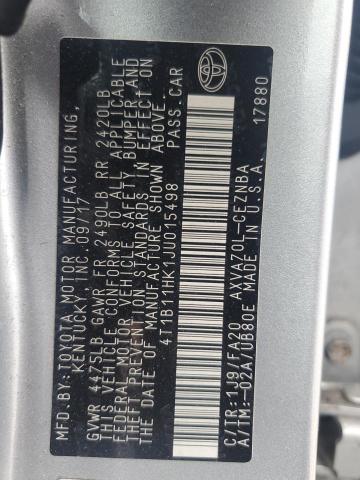 MFD. BY: TOYOTA MOTOR MANUFACTURING,
KENTUCKY, INC. 09/17
GVWR 4475LB GAWR FR 2490LB RR 2420LB
THIS VEHICLE CONFORMS TO ALL APPLICABLE
FEDERAL MOTOR VEHICLE SAFETY, BUMPER, AND
THEFT PREVENTION STANDARDS IN EFFECT ON
THE DATE OF MANUFACTURE SHOWN ABOVE.
4T1B11HK1JU015498 PASS. CAR
C/TR: 1J9/FA20 AXVA70L-CEZNBA
A/TM: -02A/UB80E MADE IN U.S.A.
17880